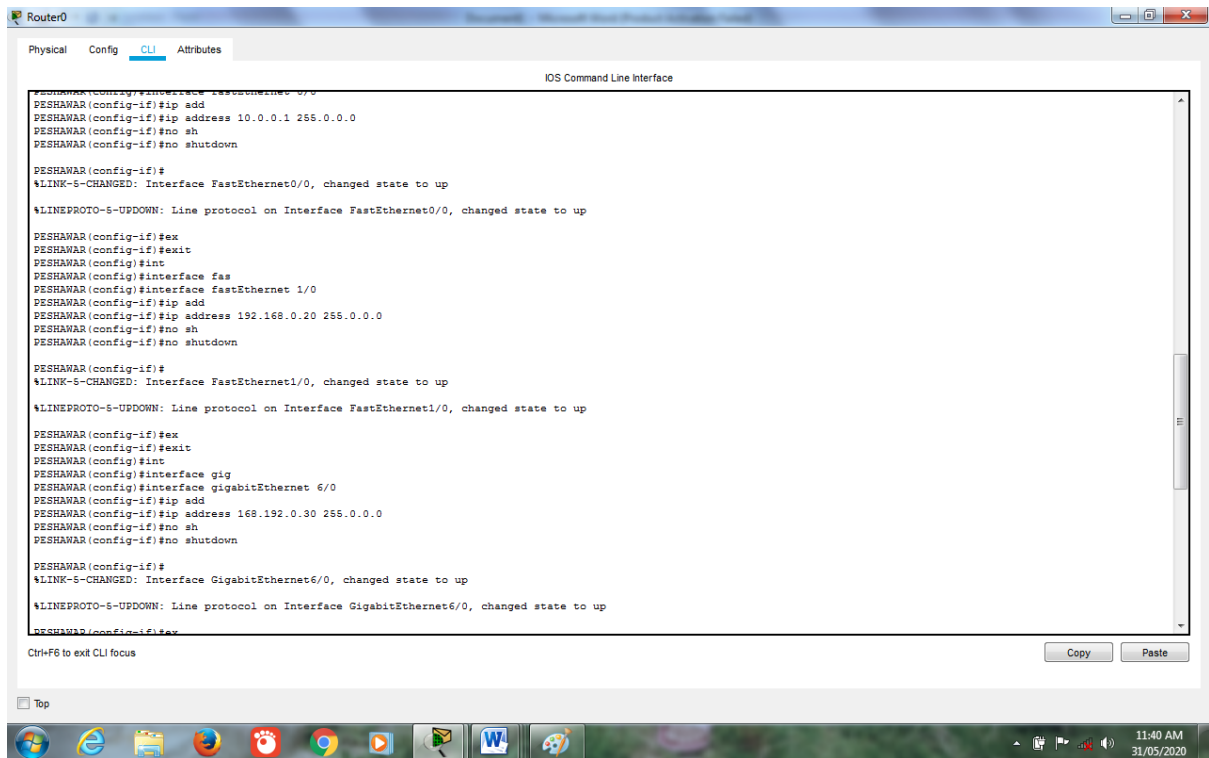 Router0
Physical Config CLI Attributes
IOS Command Line Interface
PESHAWAR(config)#interface fastEthernet 0/0
PESHAWAR(config-if)#ip add
PESHAWAR(config-if)#ip address 10.0.0.1 255.0.0.0
PESHAWAR(config-if)#no sh
PESHAWAR(config-if)#no shutdown
PESHAWAR(config-if)#
%LINK-5-CHANGED: Interface FastEthernet0/0, changed state to up
%LINEPROTO-5-UPDOWN: Line protocol on Interface FastEthernet0/0, changed state to up
PESHAWAR(config-if)#ex
PESHAWAR(config-if)#exit
PESHAWAR(config)#int
PESHAWAR(config)#interface fas
PESHAWAR(config)#interface fastEthernet 1/0
PESHAWAR(config-if)#ip add
PESHAWAR(config-if)#ip address 192.168.0.20 255.0.0.0
PESHAWAR(config-if)#no sh
PESHAWAR(config-if)#no shutdown
PESHAWAR(config-if)#
%LINK-5-CHANGED: Interface FastEthernet1/0, changed state to up
%LINEPROTO-5-UPDOWN: Line protocol on Interface FastEthernet1/0, changed state to up
PESHAWAR(config-if)#ex
PESHAWAR(config-if)#exit
PESHAWAR(config)#int
PESHAWAR(config)#interface gig
PESHAWAR(config)#interface gigabitEthernet 6/0
PESHAWAR(config-if)#ip add
PESHAWAR(config-if)#ip address 168.192.0.30 255.0.0.0
PESHAWAR(config-if)#no sh
PESHAWAR(config-if)#no shutdown
PESHAWAR(config-if)#
%LINK-5-CHANGED: Interface GigabitEthernet6/0, changed state to up
%LINEPROTO-5-UPDOWN: Line protocol on Interface GigabitEthernet6/0, changed state to up
PESHAWAR(config-if)#ex
Ctrl+F6 to exit CLI focus
Copy Paste
Top
11:40 AM
31/05/2020